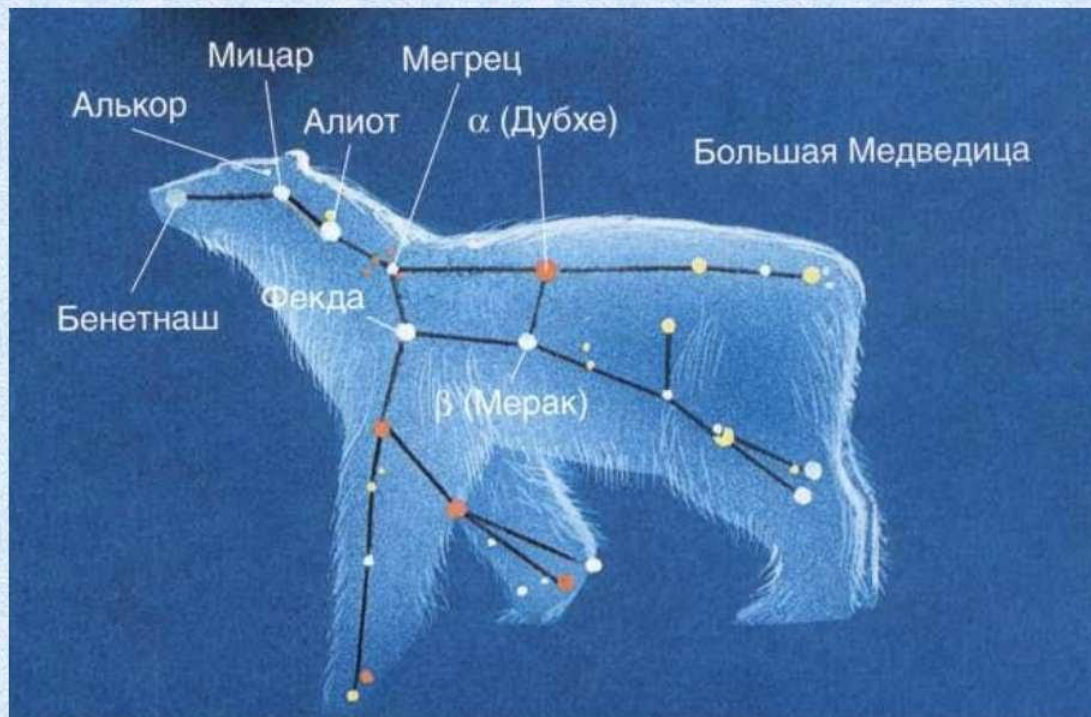 Мицар
Мегрец
Алькор
Алиот
α (Дубхе)
Большая Медведица
Фекда
Бенетнаш
β (Мерак)